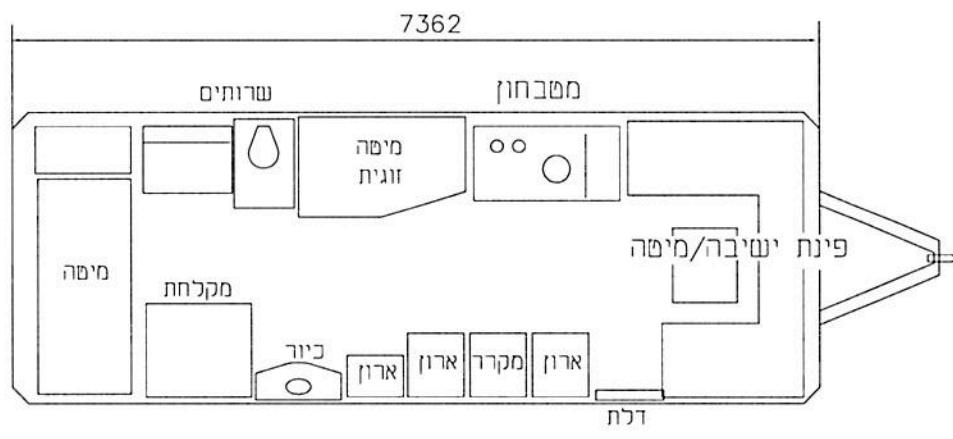 7362
מטבחון
שרותים
מיטה
זוגית
פינת ישיבה/מיטה
מיטה
מקלחת
כיור
ארון
מקרר
ארון
ארון
דלת